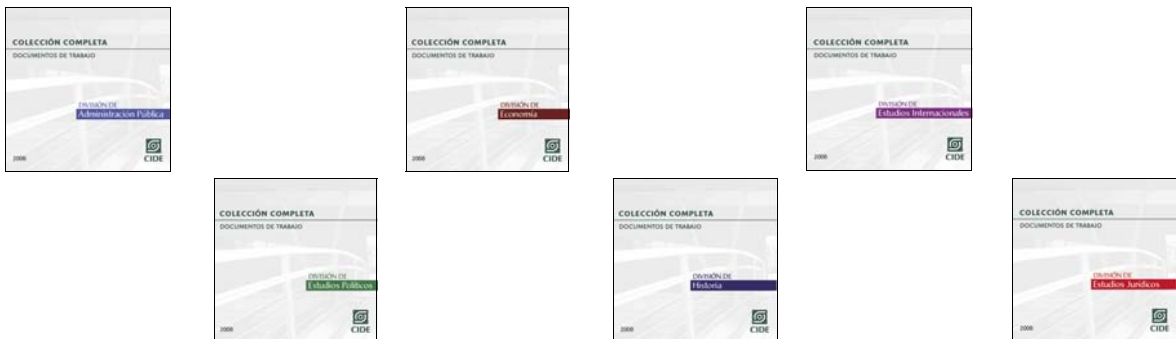 COLECCIÓN COMPLETA
DOCUMENTOS DE TRABAJO
DIVISIÓN DE
Administración Pública
2008
CIDE
COLECCIÓN COMPLETA
DOCUMENTOS DE TRABAJO
DIVISIÓN DE
Economía
2008
CIDE
COLECCIÓN COMPLETA
DOCUMENTOS DE TRABAJO
DIVISIÓN DE
Estudios Internacionales
2008
CIDE
COLECCIÓN COMPLETA
DOCUMENTOS DE TRABAJO
DIVISIÓN DE
Estudios Políticos
2008
CIDE
COLECCIÓN COMPLETA
DOCUMENTOS DE TRABAJO
DIVISIÓN DE
Historia
2008
CIDE
COLECCIÓN COMPLETA
DOCUMENTOS DE TRABAJO
DIVISIÓN DE
Estudios Jurídicos
2008
CIDE